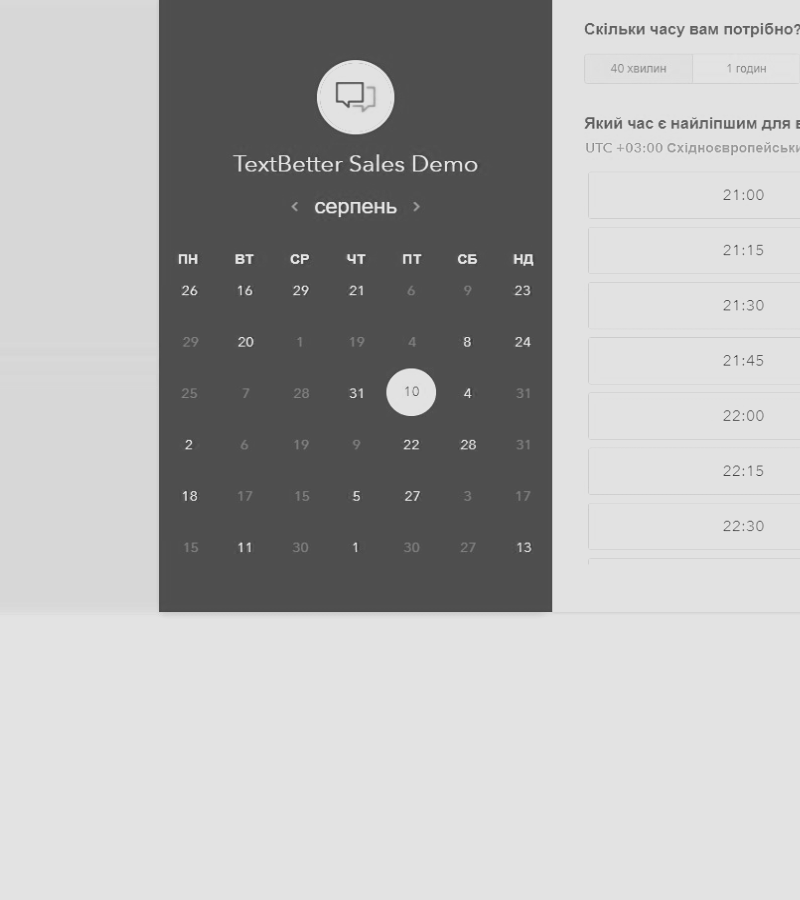 TextBetter Sales Demo
серпень
ПН ВТ СР ЧТ ПТ СБ НД
26 16 29 21 6 9 23
29 20 1 19 4 8 24
25 7 28 31 10 4 31
2 6 19 9 22 28 31
18 17 15 5 27 3 17
15 11 30 1 30 27 13
Скільки часу вам потрібно?
40 хвилин 1 годин
Який час є найліпшим для
UTC +03:00
21:00
21:15
21:30
21:45
22:00
22:15
22:30